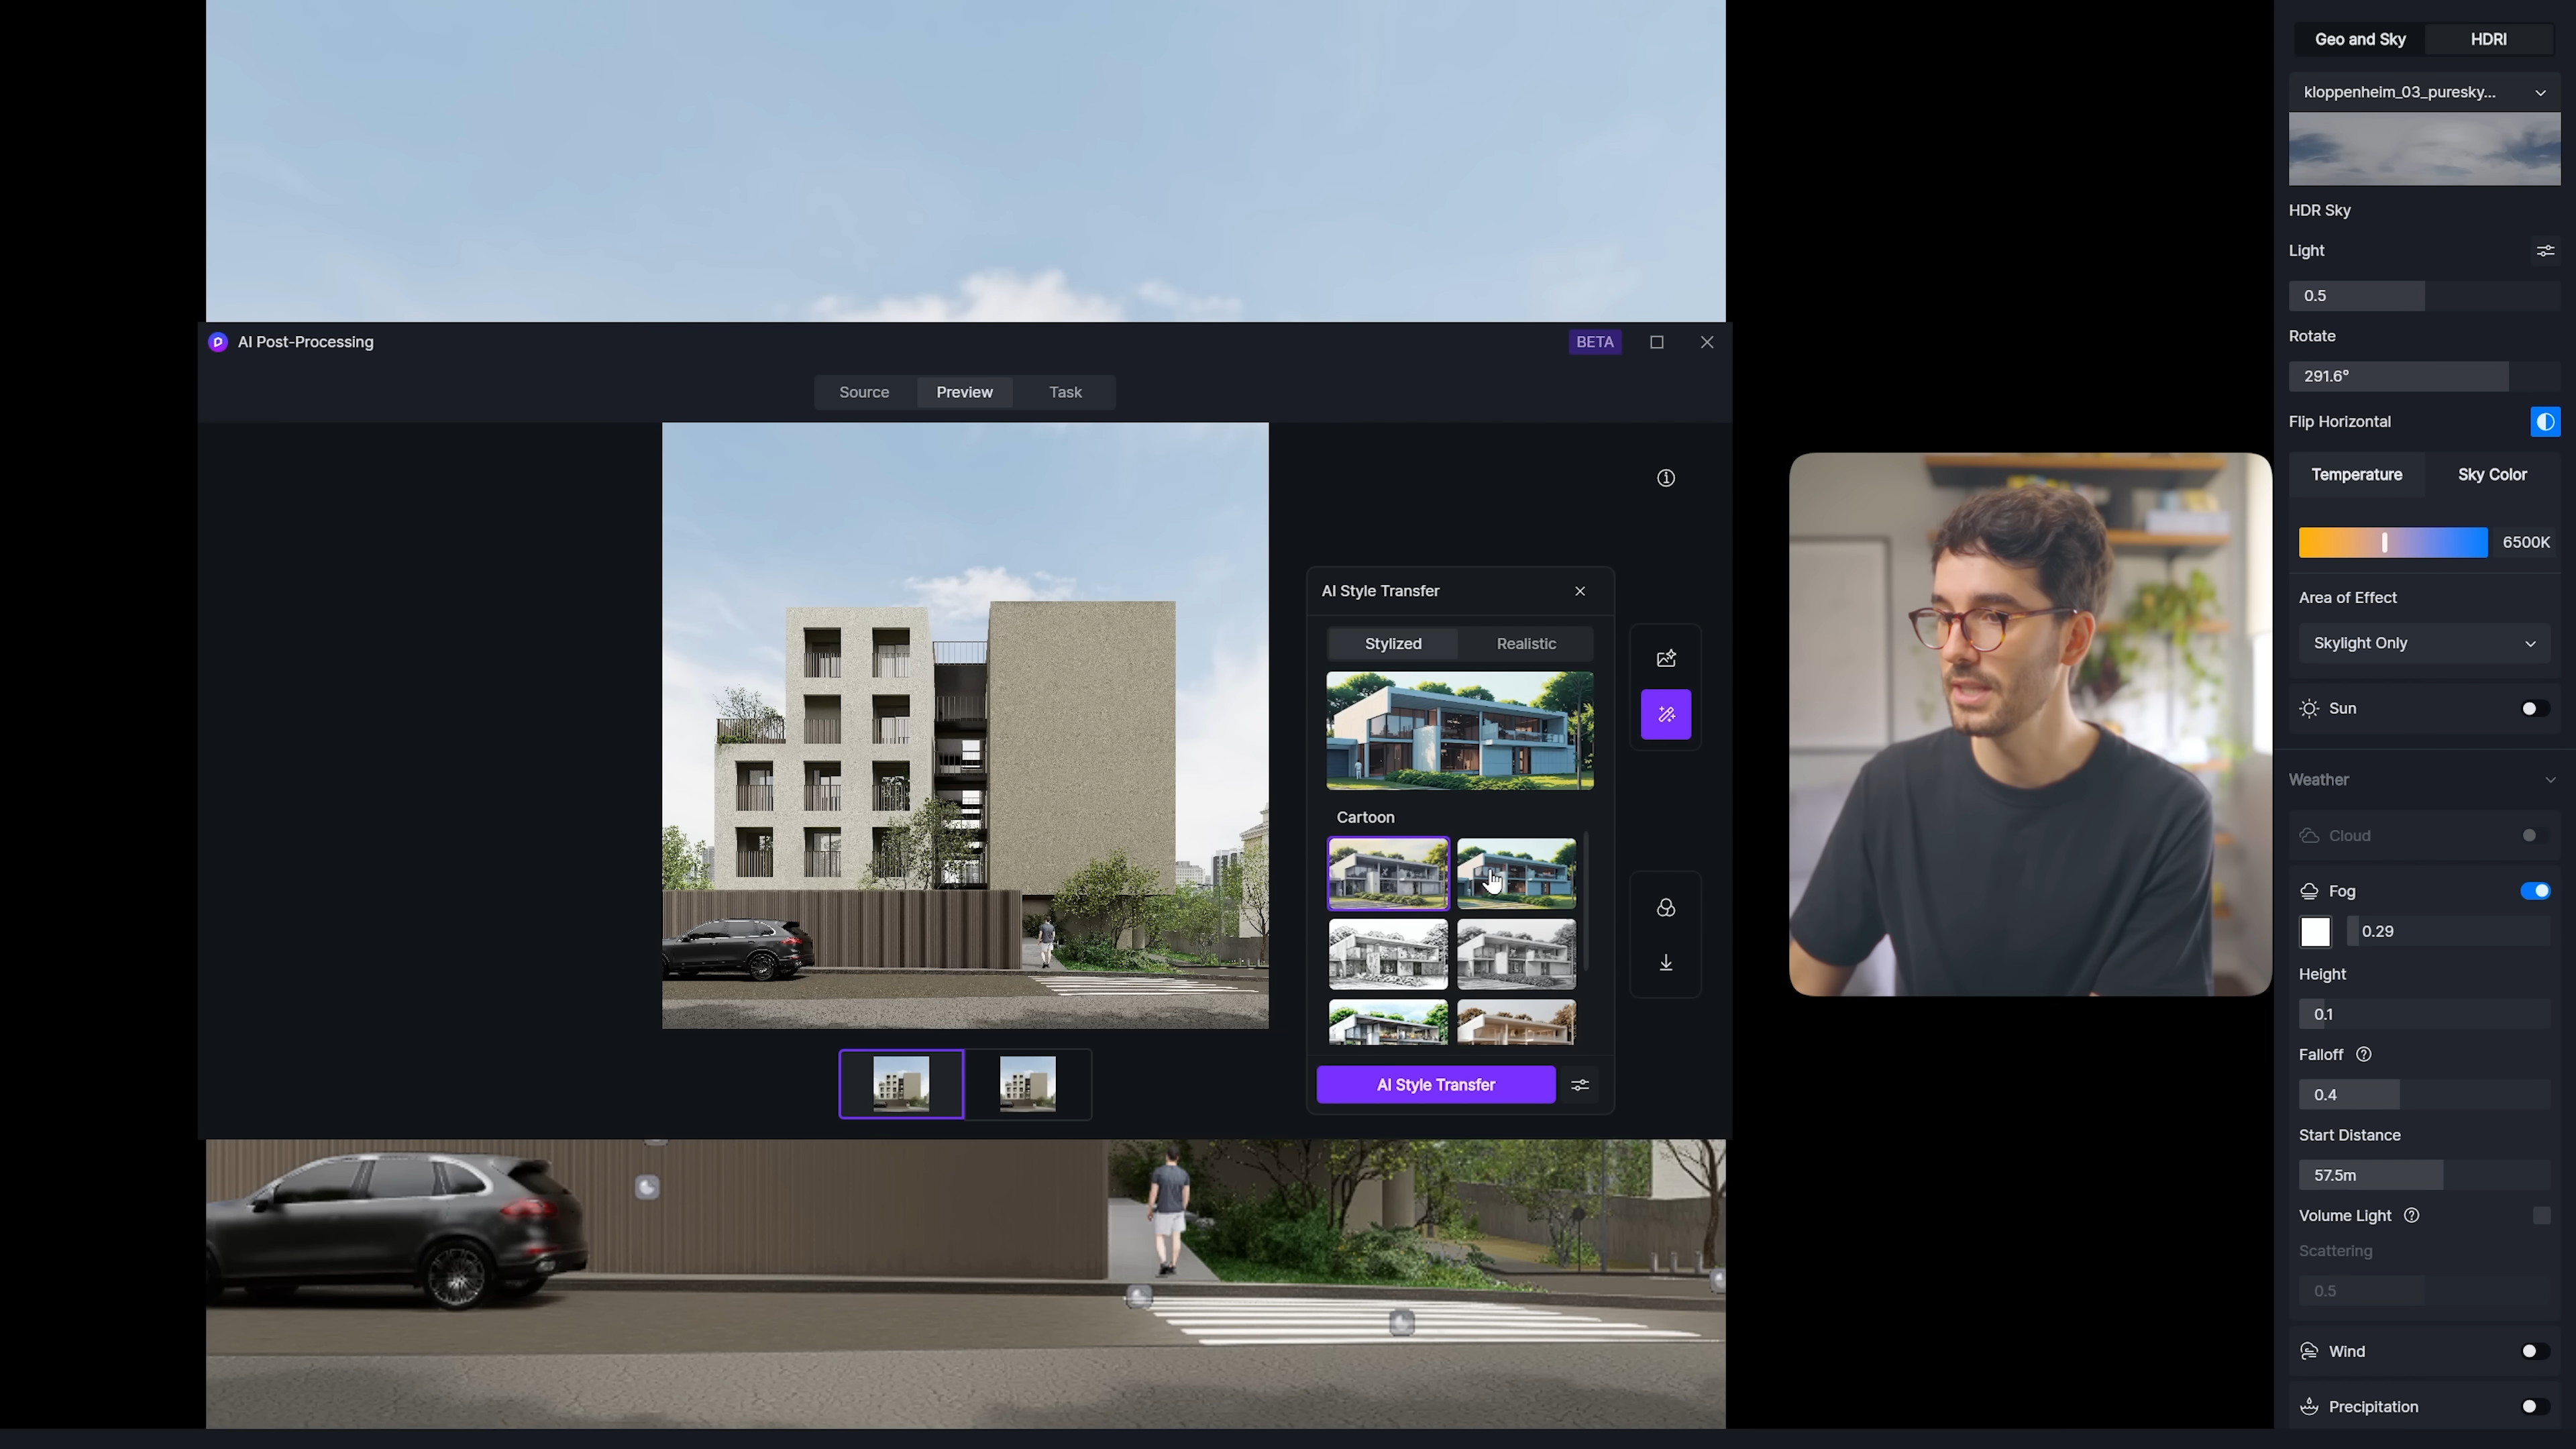 AI Post-Processing
BETA
Source
Preview
Task
AI Style Transfer
Stylized
Realistic
Cartoon
AI Style Transfer
Geo and Sky
HDRI
kloppenheim_03_puresky...
HDR Sky
Light
0.5
Rotate
291.6°
Flip Horizontal
Temperature
Sky Color
6500K
Area of Effect
Skylight Only
Sun
Weather
Cloud
Fog
0.29
Height
0.1
Falloff
0.4
Start Distance
57.5m
Volume Light
Scattering
0.5
Wind
Precipitation